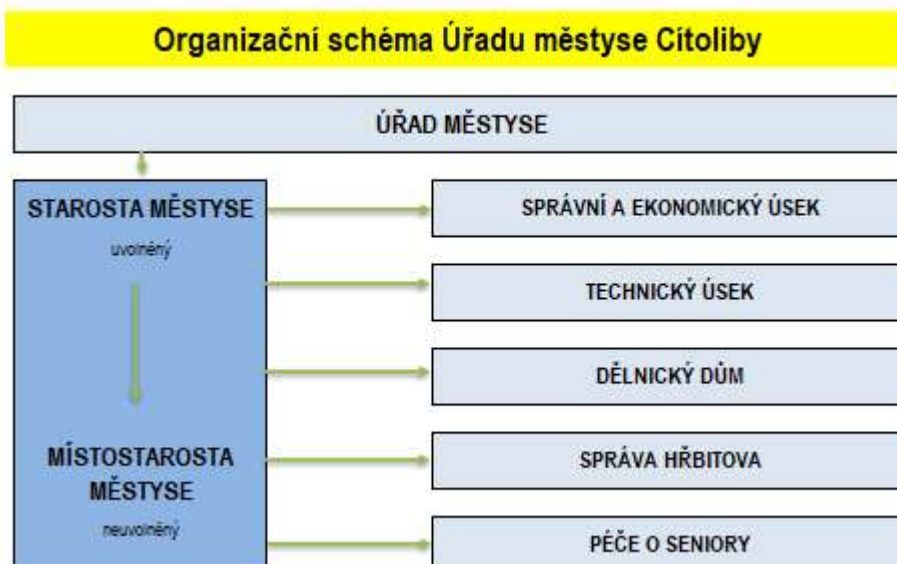 Organizační schéma Úřadu městyse Cítoliby
ÚŘAD MĚSTYSE
STAROSTA MĚSTYSE
uvolněný
MÍSTOSTAROSTA
MĚSTYSE
neuvolněný
SPRÁVNÍ A EKONOMICKÝ ÚSEK
TECHNICKÝ ÚSEK
DĚLNICKÝ DŮM
SPRÁVA HŘBITOVA
PÉČE O SENIORY